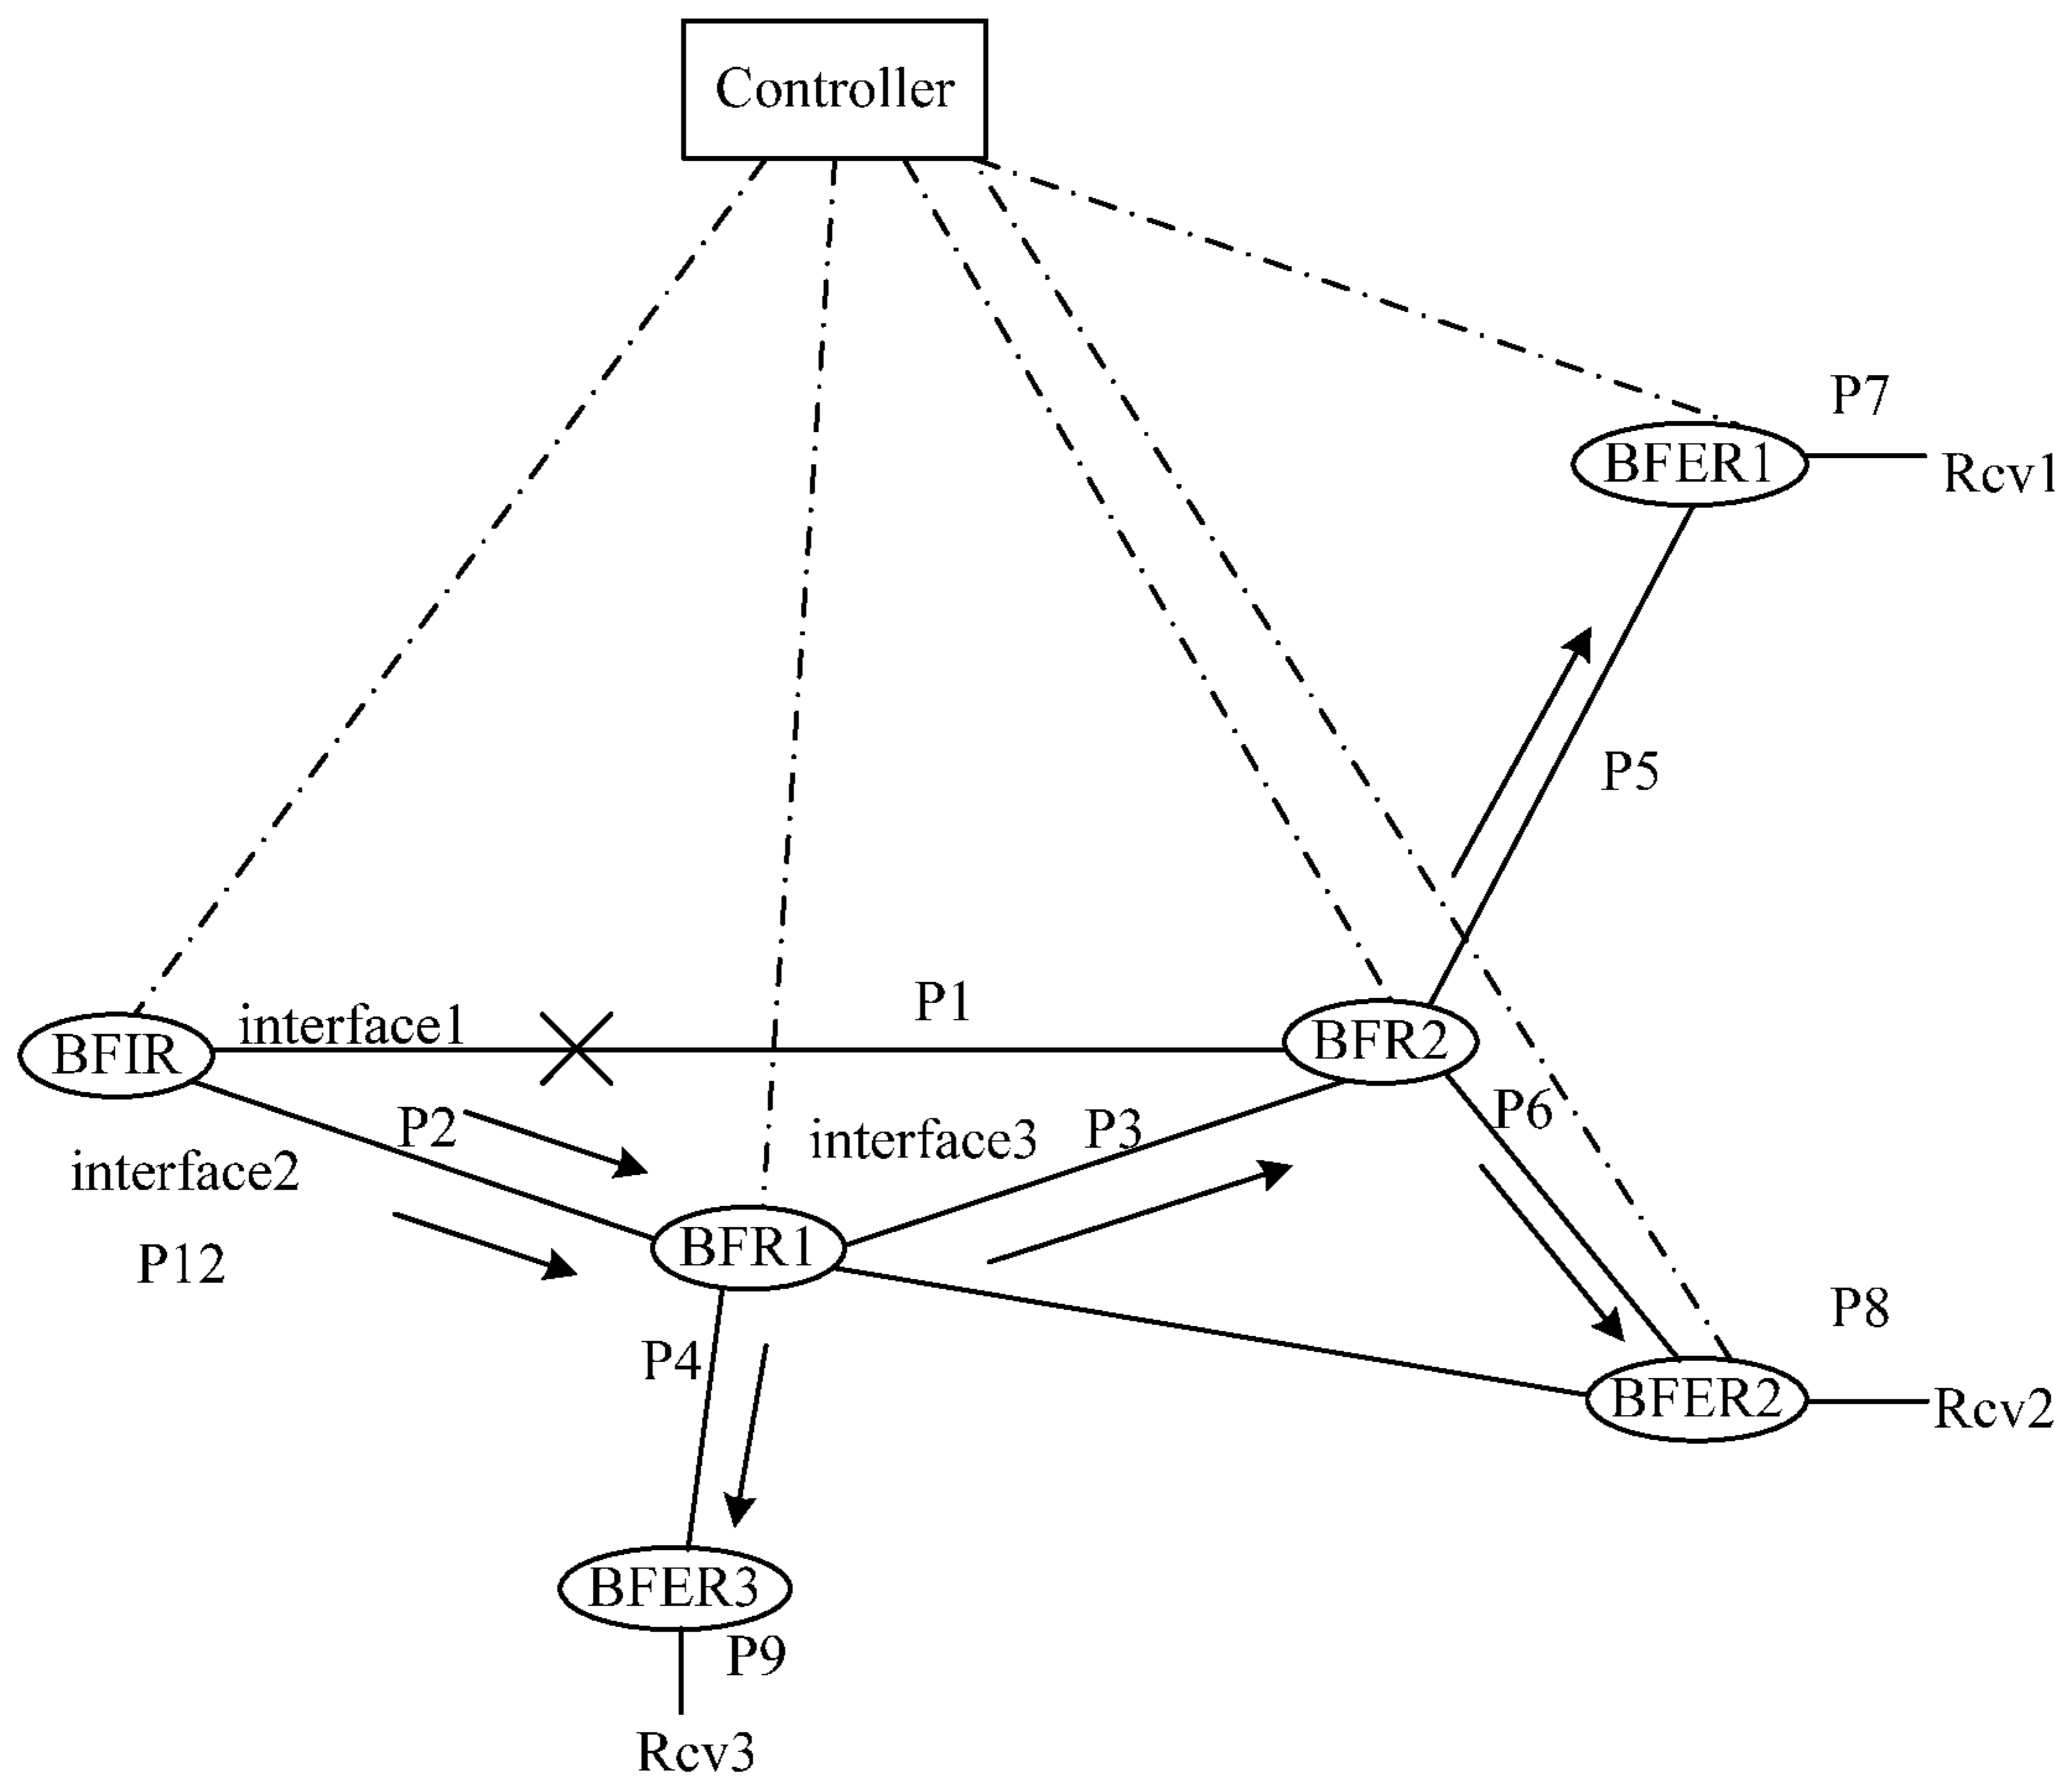 Controller
P7
BFER1
Rcv1
P5
P1
interface1
BFIR
BFR2
P2
interface3
P3
P6
interface2
BFR1
P12
P8
P4
BFER2
Rcv2
BFER3
P9
Rcv3